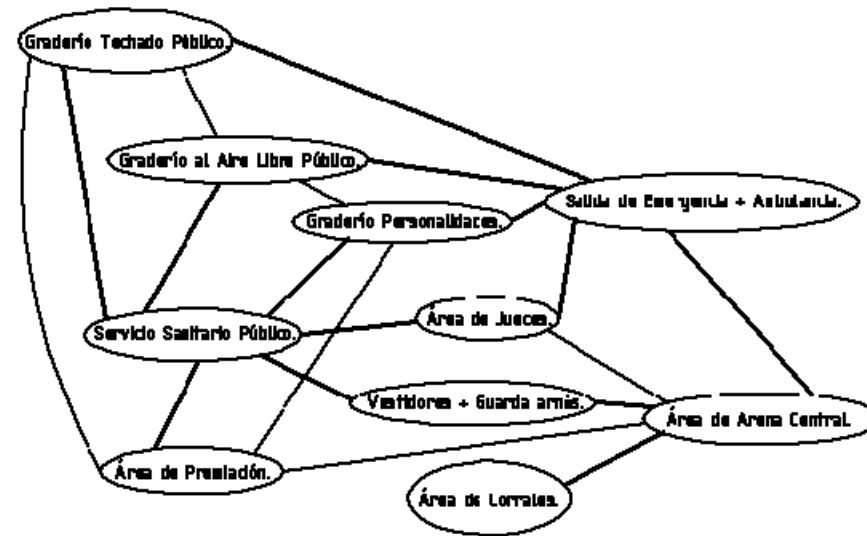 Graderío Techado Público.
Graderío al Aire Libre Público.
Graderío Personalidades.
Salida de Emergencia + Ambulancia.
Área de Jueces.
Servicio Sanitario Público.
Vestidores + Guarda arnés.
Área de Arena Central.
Área de Premiación.
Área de Corrales.